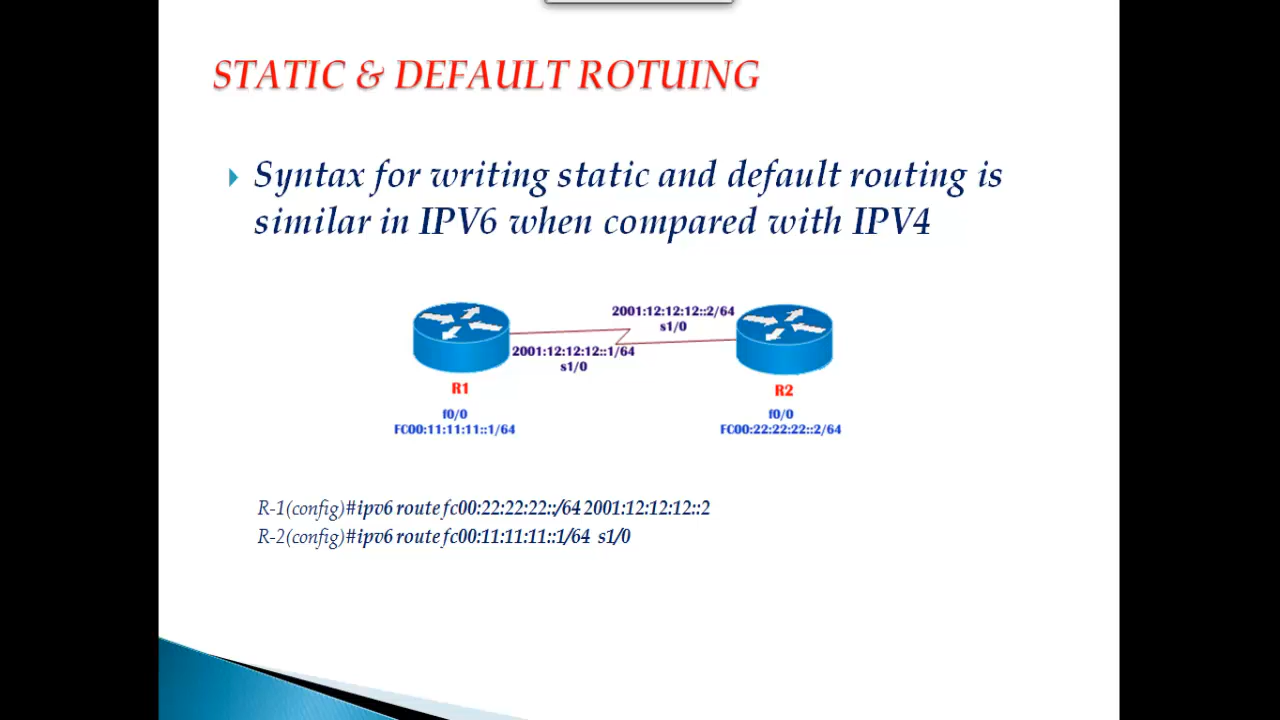 STATIC & DEFAULT ROTUING
Syntax for writing static and default routing is
similar in IPV6 when compared with IPV4
2001:12:12:12::2/64
s1/0
2001:12:12:12::1/64
s1/0
R1
R2
f0/0
FC00:11:11:11::1/64
f0/0
FC00:22:22:22::2/64
R-1(config)#ipv6 route fc00:22:22:22::/64 2001:12:12:12::2
R-2(config)#ipv6 route fc00:11:11:11::1/64 s1/0